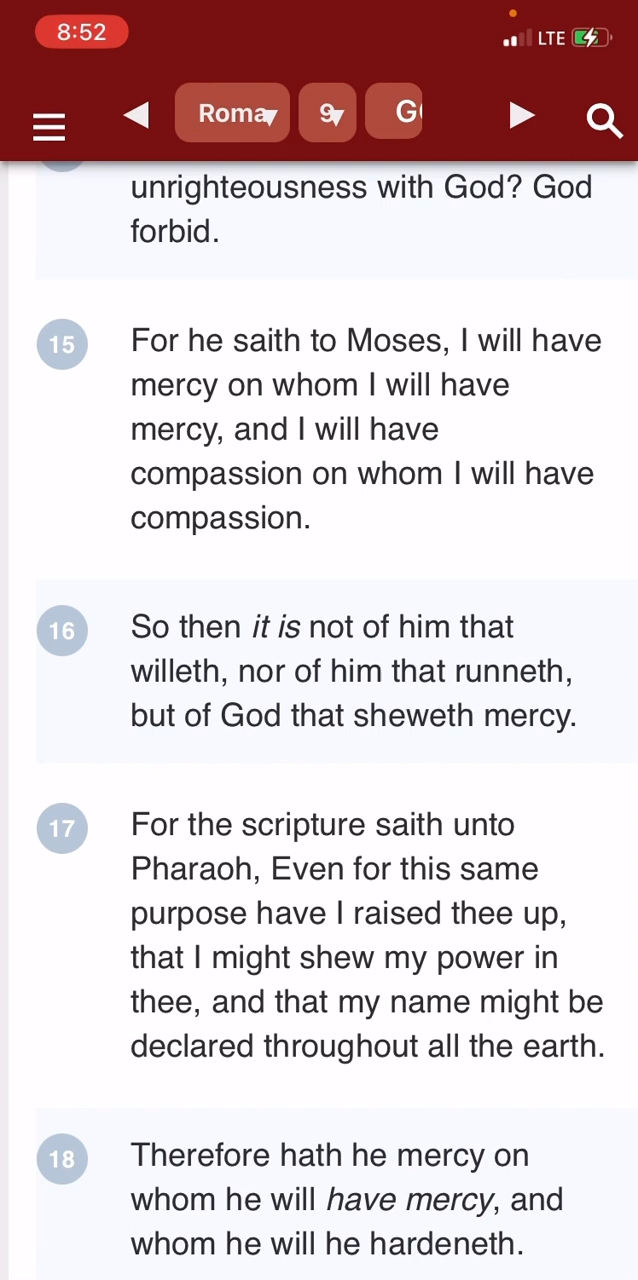 8:52
LTE
Roma
9
G
unrighteousness with God? God
forbid.
15
For he saith to Moses, I will have
mercy on whom I will have
mercy, and I will have
compassion on whom I will have
compassion.
16
So then it is not of him that
willeth, nor of him that runneth,
but of God that sheweth mercy.
17
For the scripture saith unto
Pharaoh, Even for this same
purpose have I raised thee up,
that I might shew my power in
thee, and that my name might be
declared throughout all the earth.
18
Therefore hath he mercy on
whom he will have mercy, and
whom he will he hardeneth.